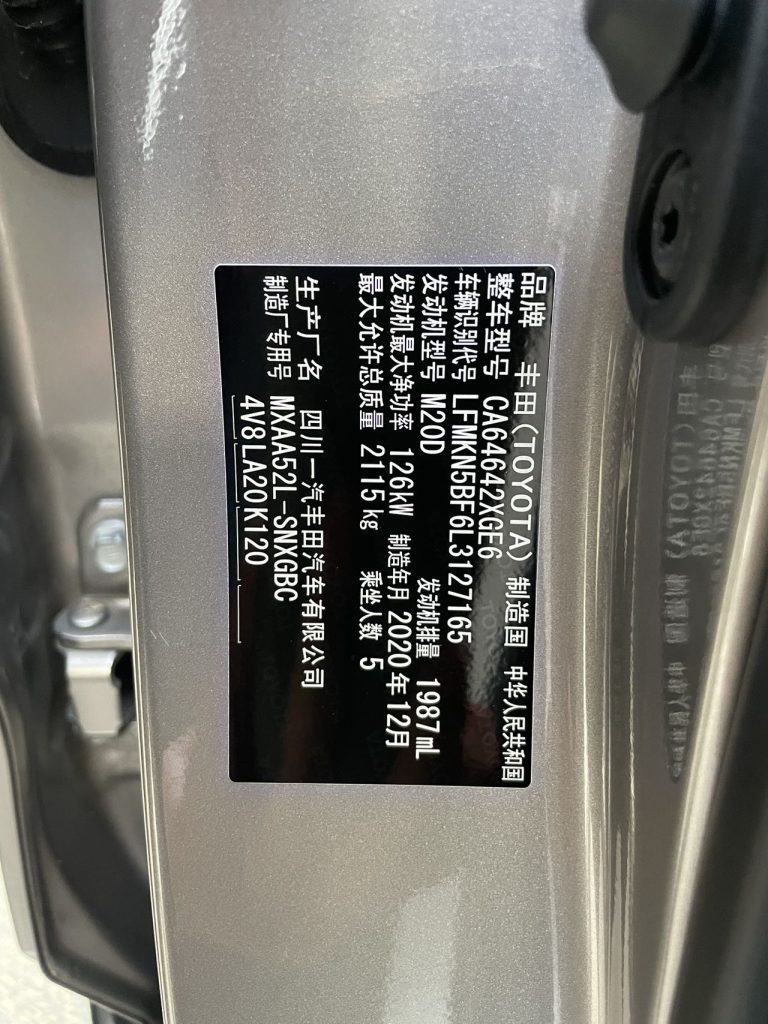 品牌 丰田(TOYOTA) 制造国 中华人民共和国
整车型号 CA64642XGE6
车辆识别代号 LFMKN5BF6L3127165
发动机型号 M20D 发动机排量 1987mL
发动机最大净功率 126kW 制造年月 2020年12月
最大允许总质量 2115kg 乘坐人数 5
生产厂名 四川一汽丰田汽车有限公司
制造厂专用号 MXAA52L-SNXGBC
4V8 LA20 K120